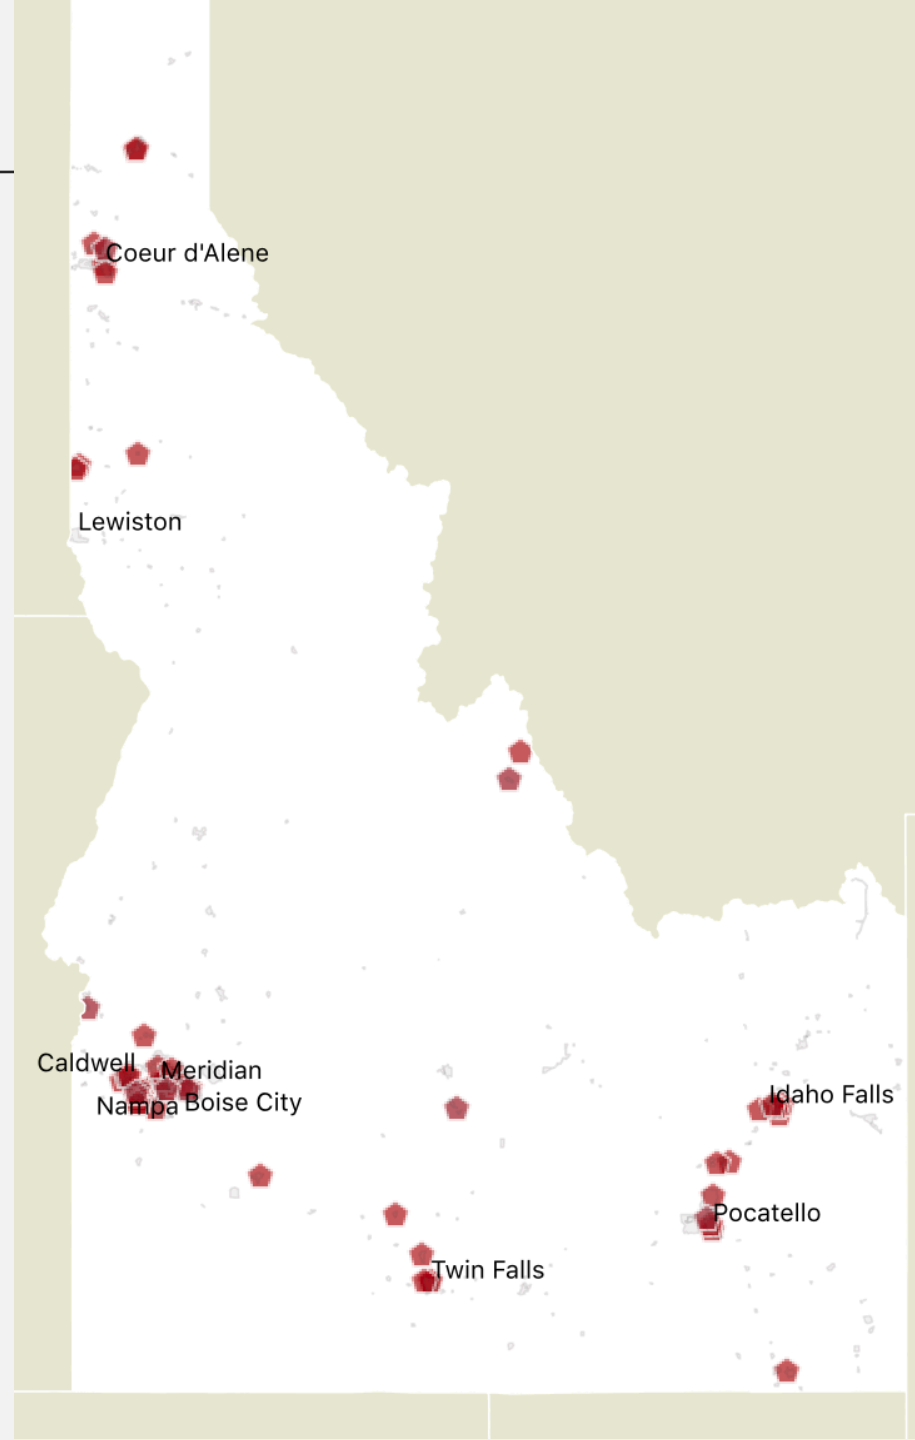 Coeur d'Alene
Lewiston
Caldwell
Meridian
Nampa
Boise City
Idaho Falls
Pocatello
Twin Falls